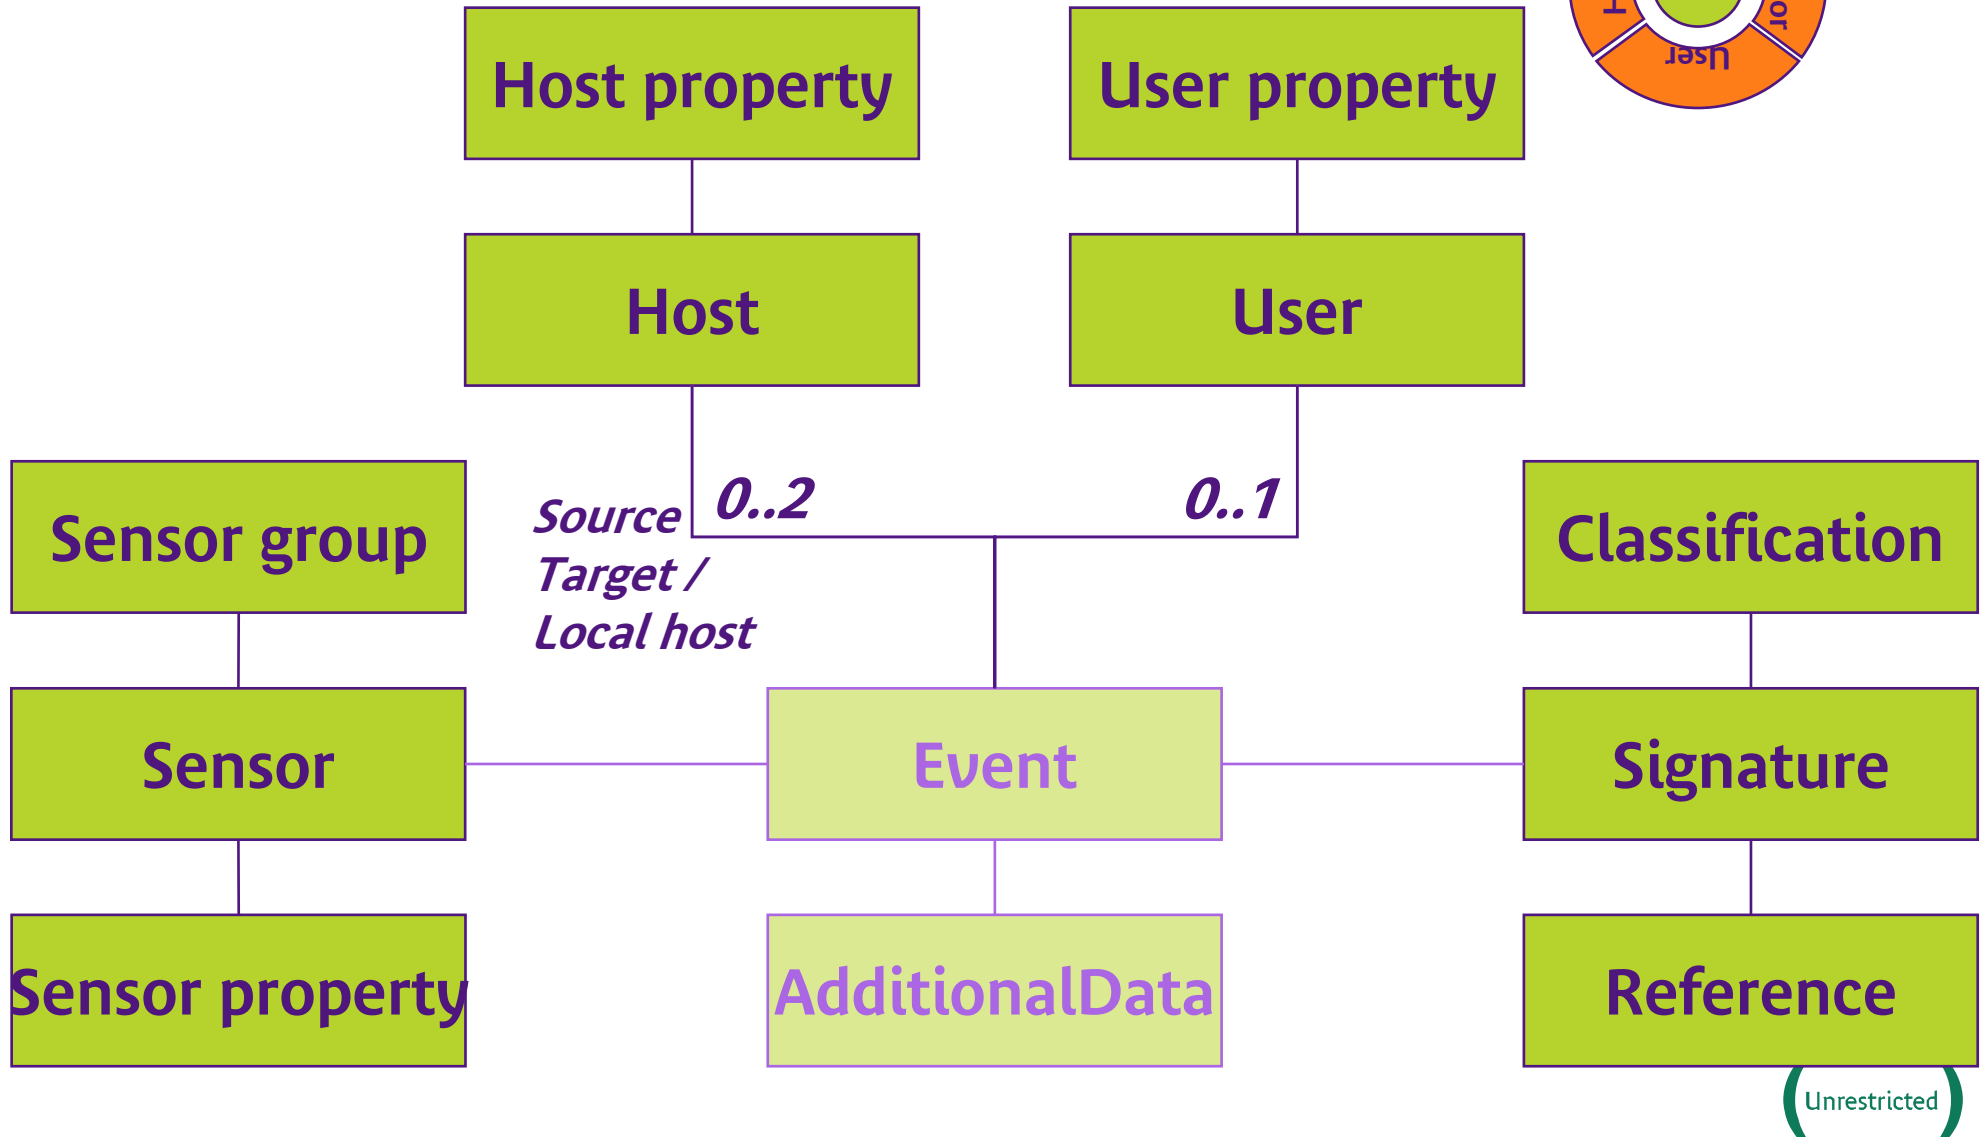 Host property
User property
User
or
H
Host
User
0..2
0..1
Source
Target /
Local host
Sensor group
Classification
Sensor
Event
Signature
Sensor property
AdditionalData
Reference
Unrestricted